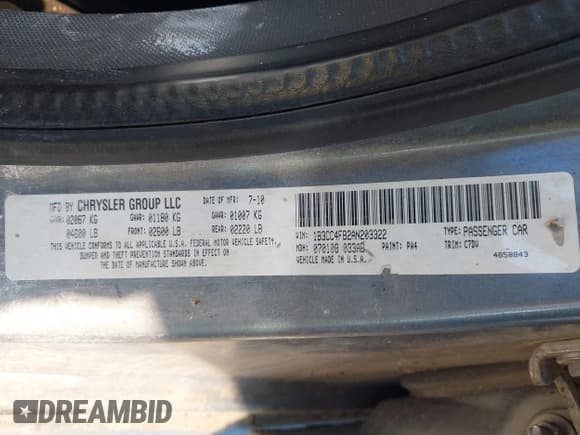 MFD BY CHRYSLER GROUP LLC DATE OF MFR: 7-10
GVWR: 02087 KG GAWR: 01180 KG GAWR: 01007 KG
04600 LB FRONT: 02600 LB REAR: 02220 LB
THIS VEHICLE CONFORMS TO ALL APPLICABLE U.S.A. FEDERAL MOTOR VEHICLE SAFETY,
BUMPER AND THEFT PREVENTION STANDARDS IN EFFECT ON
THE DATE OF MANUFACTURE SHOWN ABOVE:
VIN: 1B3CC4FB2AN203322 TYPE: PASSENGER CAR
MDH: 070108 083AB PAINT: PA4 TRIM: C7DV
VEHICLE MADE IN U.S.A. 4658843
DREAMBID